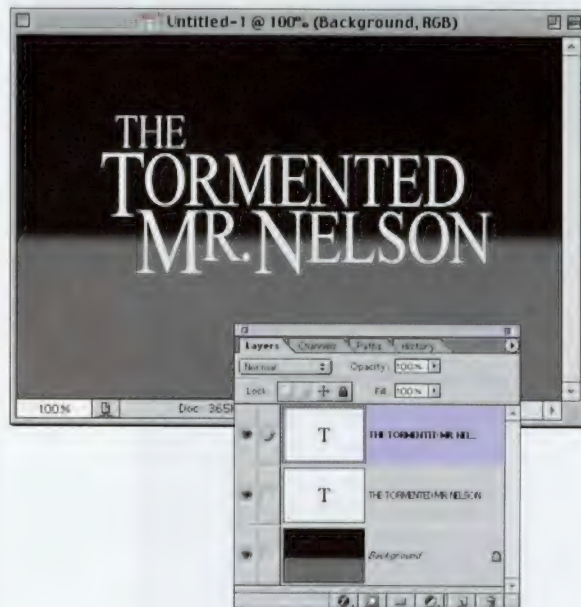 Untitled-1 @ 100% (Background, RGB)
THE
TORMENTED
MR. NELSON
100% Doc: 365K
Layers Channels Paths History
Normal Opacity: 100%
Lock: Fill: 100%
T THE TORMENTED MR. NEL...
T THE TORMENTED MR. NELSON
Background